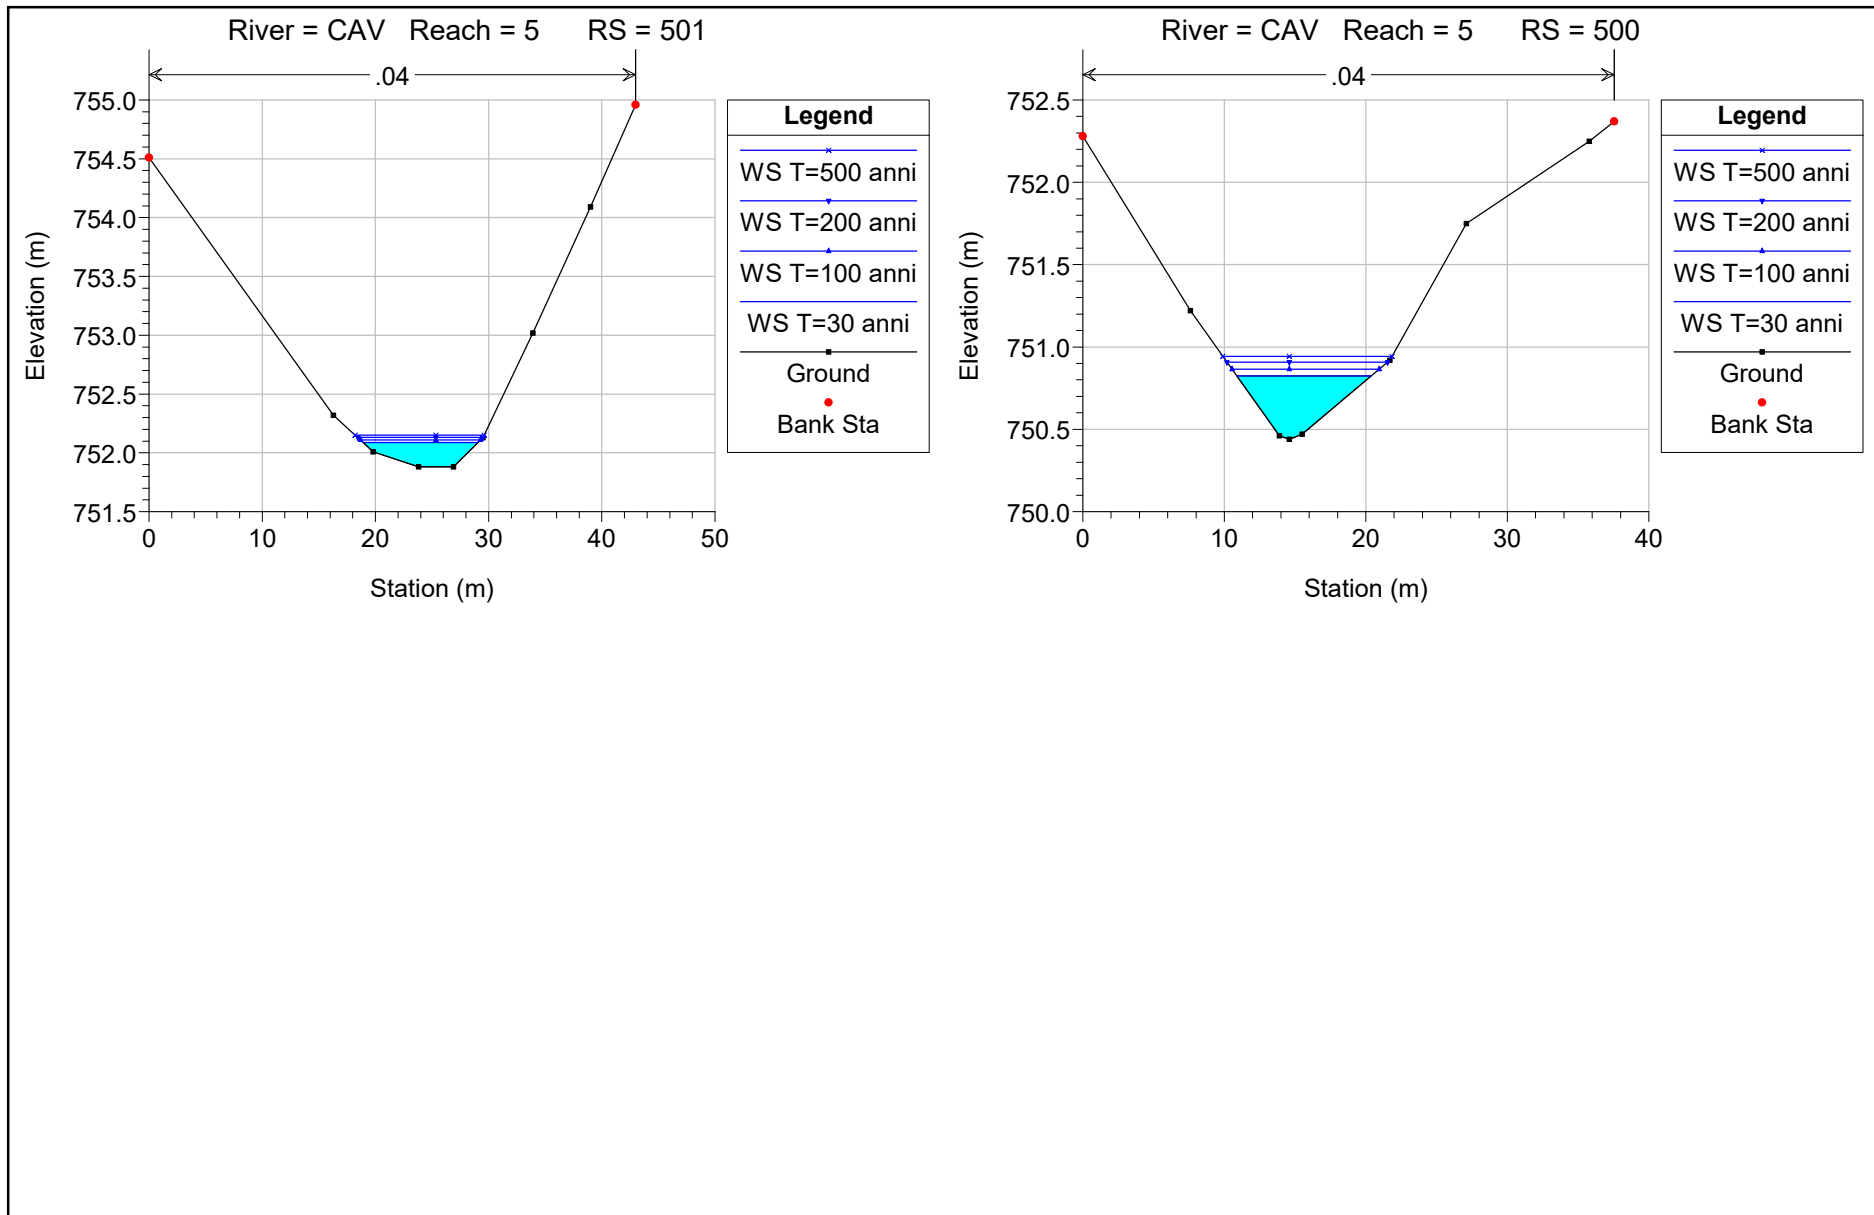 River = CAV Reach = 5 RS = 501
.04
755.0
754.5
754.0
753.5
753.0
752.5
752.0
751.5
0 10 20 30 40 50
Station (m)
Elevation (m)
Legend
WS T=500 anni
WS T=200 anni
WS T=100 anni
WS T=30 anni
Ground
Bank Sta
River = CAV Reach = 5 RS = 500
.04
752.5
752.0
751.5
751.0
750.5
750.0
0 10 20 30 40
Station (m)
Elevation (m)
Legend
WS T=500 anni
WS T=200 anni
WS T=100 anni
WS T=30 anni
Ground
Bank Sta